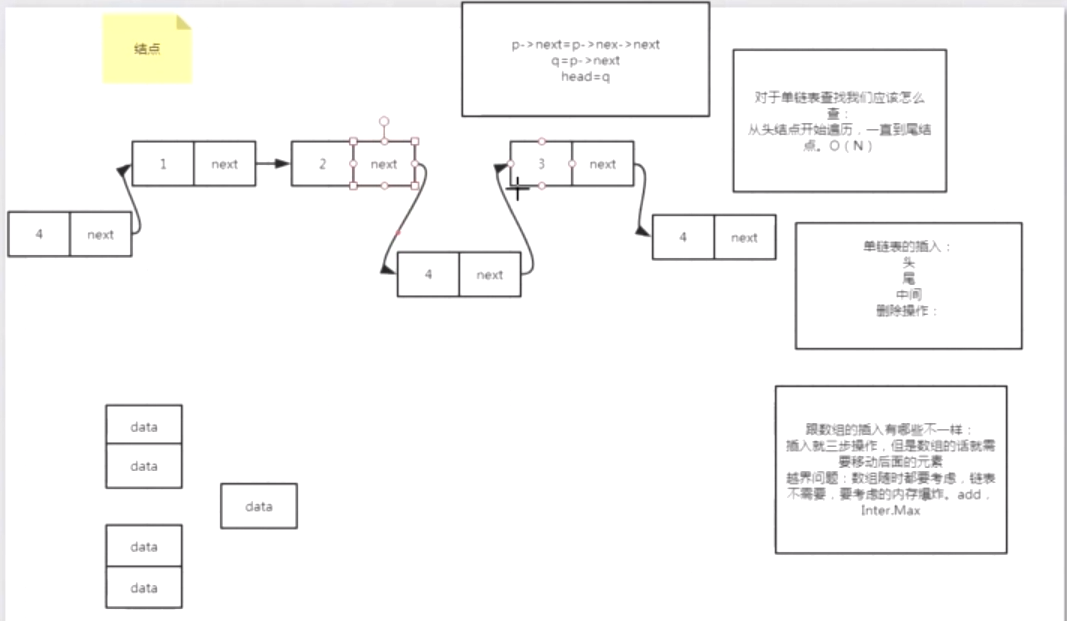 结点
p->next=p->nex->next
q=p->next
head=q
对于单链表查找我们应该怎么
查：
从头结点开始遍历，一直到尾结
点。O（N）
1 next
2 next
3 next
4 next
4 next
4 next
单链表的插入：
头
尾
中间
删除操作：
data
data
data
data
data
跟数组的插入有哪些不一样：
插入就三步操作，但是数组的话就需
要移动后面的元素
越界问题：数组随时都要考虑，链表
不需要，要考虑的内存爆炸。add，
Inter.Max